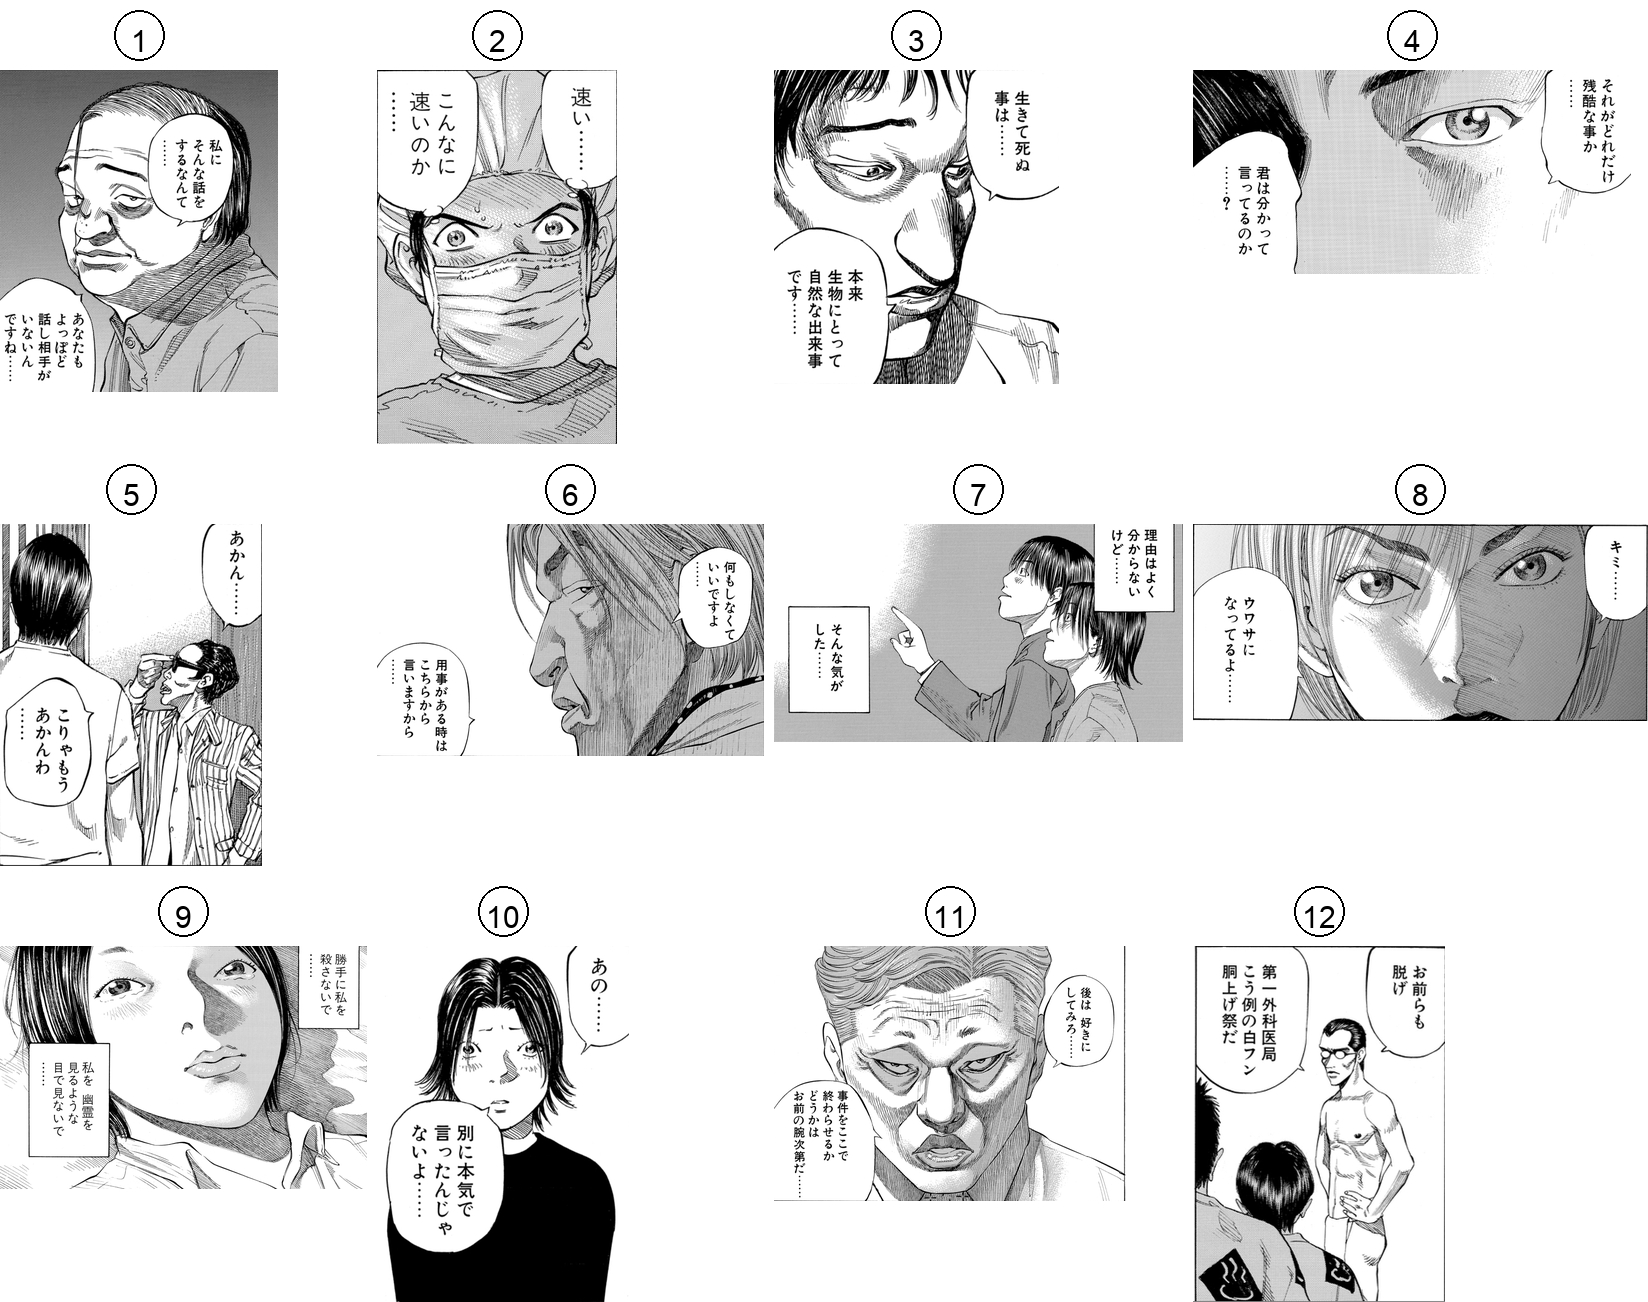 1
私に
そんな話を
するなんて
……
あなたも
よっぽど
話し相手が
いないん
ですね……
2
速い……
こんなに
速いのか
……
3
生きて死ぬ
事は……
本来
生物にとって
自然な出来事
です……
4
それがどれだけ
残酷な事か
……
君は分かって
言ってるのか
……?
5
あかん……
こりゃもう
あかんわ
……
6
何もしなくて
いいですよ
……
用事がある時は
こちらから
言いますから
……
7
理由はよく
分からない
けど……
そんな気が
した……
8
キミ……
ウワサに
なってるよ……
9
勝手に私を
殺さないで
……
私を 幽霊を
見るような
目で見ないで
……
10
あの……
別に本気で
言ったんじゃ
ないよ……
11
後は 好きに
してみろ……
事件をここで
終わらせるか
どうかは
お前の腕次第だ……
12
お前らも
脱げ
第一外科医局
こう例の白フン
胴上げ祭だ